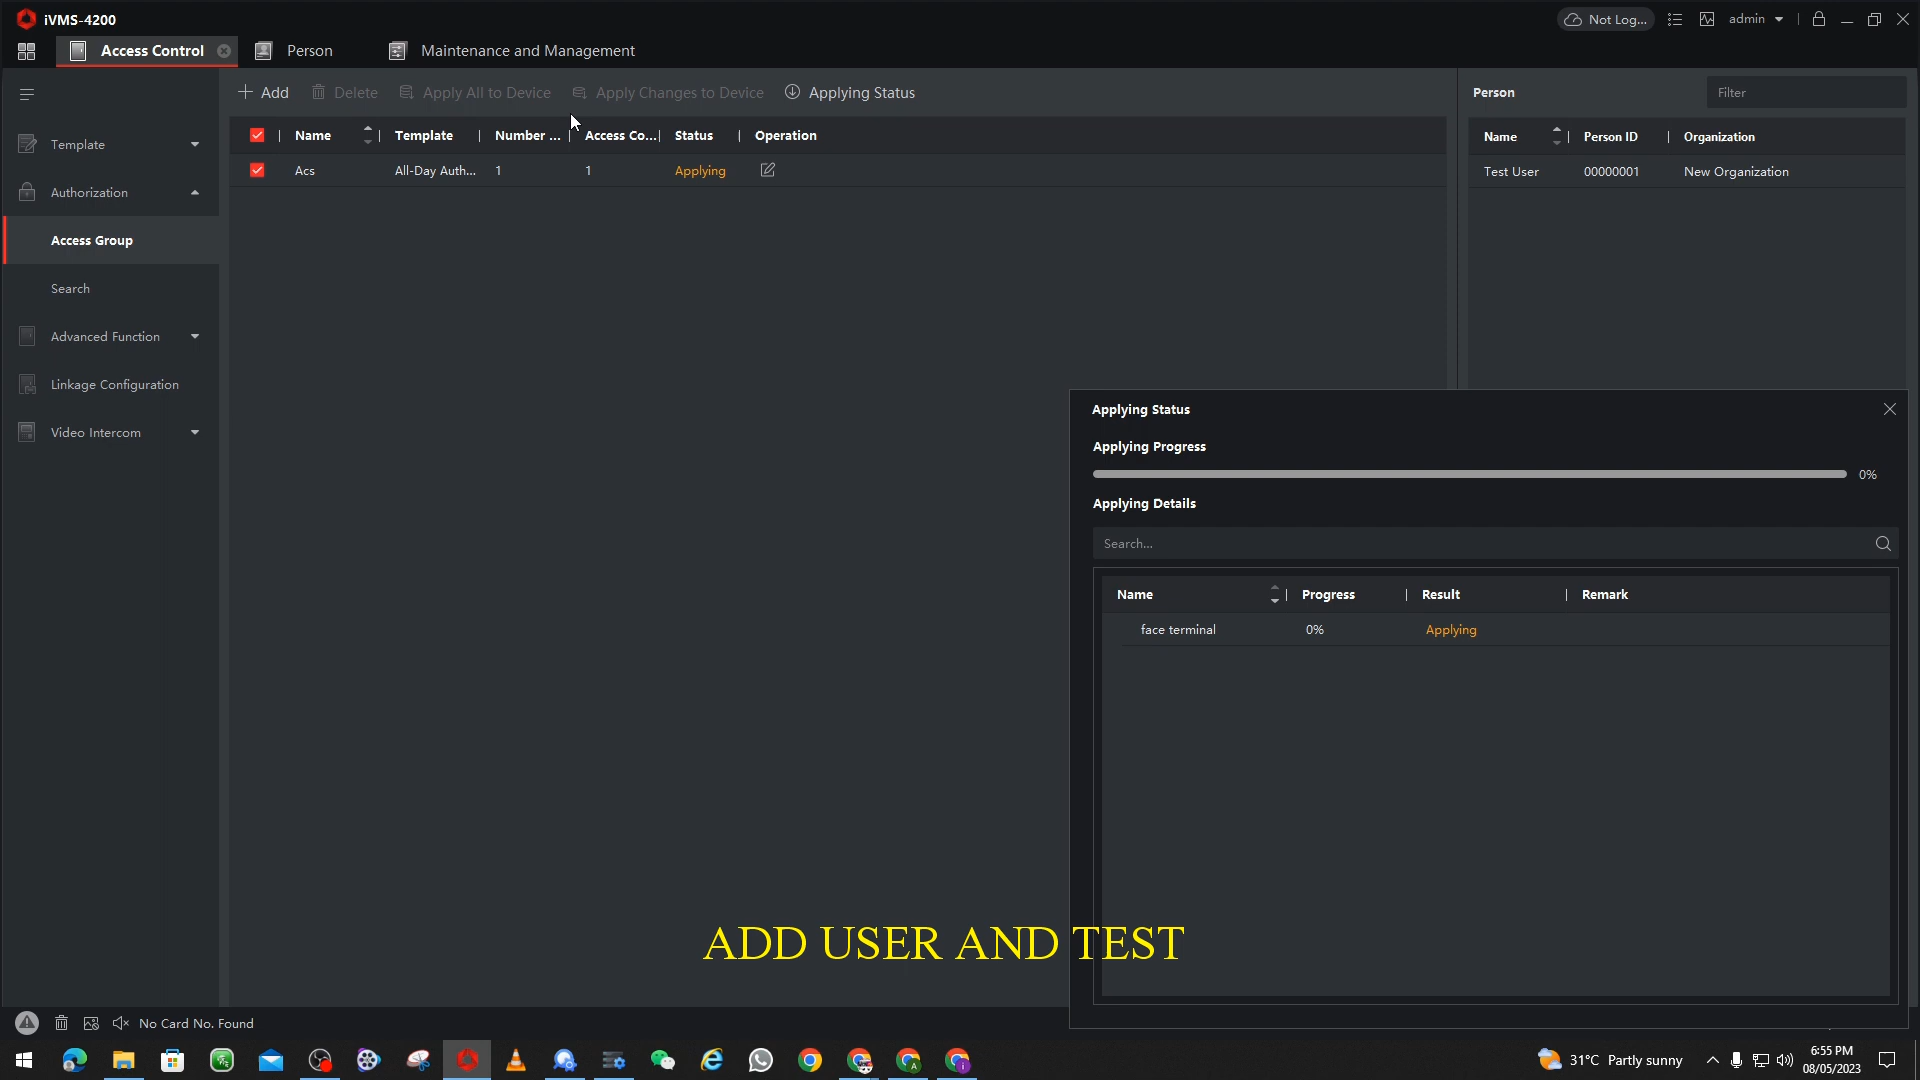 iVMS-4200
Not Log...
admin
Access Control
Person
Maintenance and Management
Add
Delete
Apply All to Device
Apply Changes to Device
Applying Status
Person
Filter
Template
Authorization
Access Group
Search
Advanced Function
Linkage Configuration
Video Intercom
Name
Template
Number ...
Access Co...
Status
Operation
Acs
All-Day Auth...
1
1
Applying
Name
Person ID
Organization
Test User
00000001
New Organization
Applying Status
Applying Progress
0%
Applying Details
Search...
Name
Progress
Result
Remark
face terminal
0%
Applying
ADD USER AND TEST
No Card No. Found
31°C Partly sunny
6:55 PM
08/05/2023